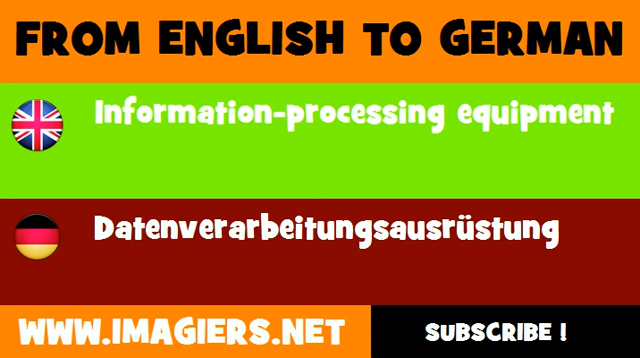 FROM ENGLISH TO GERMAN
Information-processing equipment
Datenverarbeitungsausrüstung
WWW.IMAGIERS.NET
SUBSCRIBE !